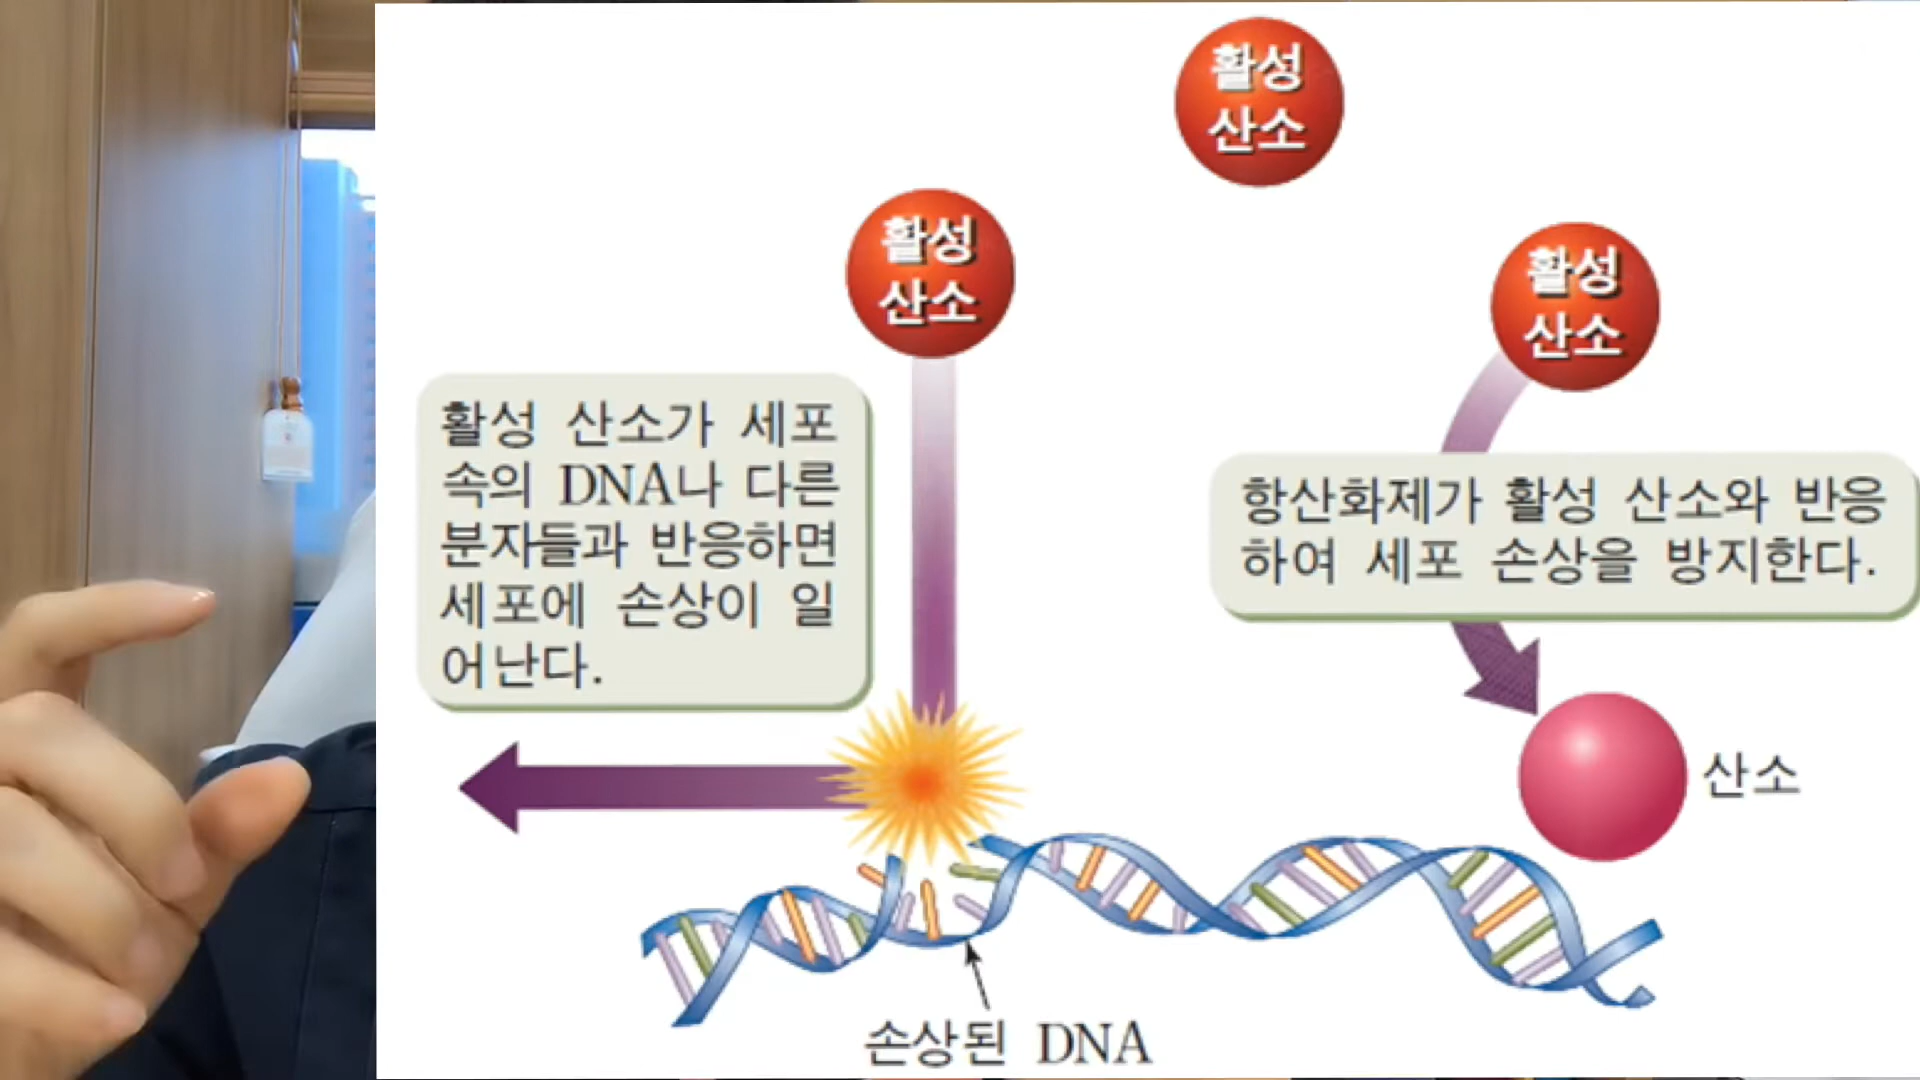 활성
산소
활성
산소
활성
산소
활성 산소가 세포
속의 DNA나 다른
분자들과 반응하면
세포에 손상이 일
어난다.
항산화제가 활성 산소와 반응
하여 세포 손상을 방지한다.
산소
손상된 DNA